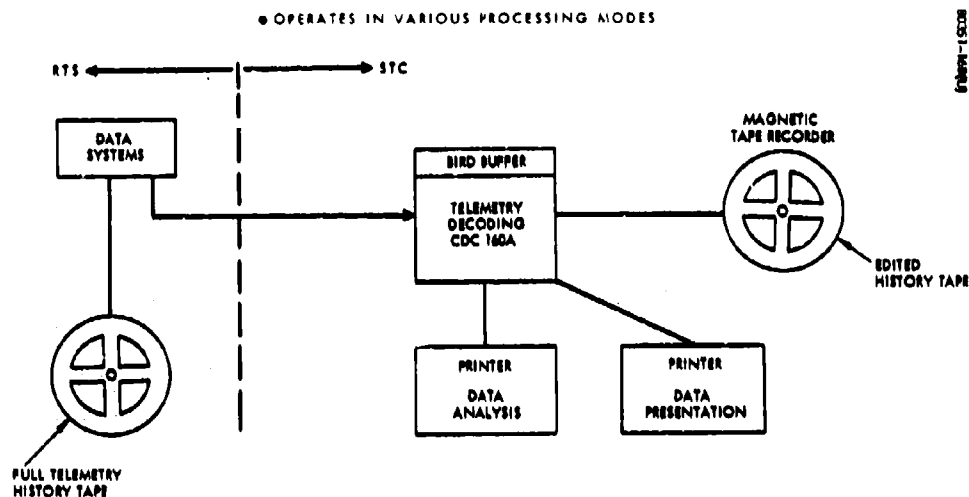 ● OPERATES IN VARIOUS PROCESSING MODES
RTS
STC
DATA
SYSTEMS
BIRD BUFFER
TELEMETRY
DECODING
CDC 160A
MAGNETIC
TAPE RECORDER
EDITED
HISTORY TAPE
PRINTER
DATA
ANALYSIS
PRINTER
DATA
PRESENTATION
FULL TELEMETRY
HISTORY TAPE